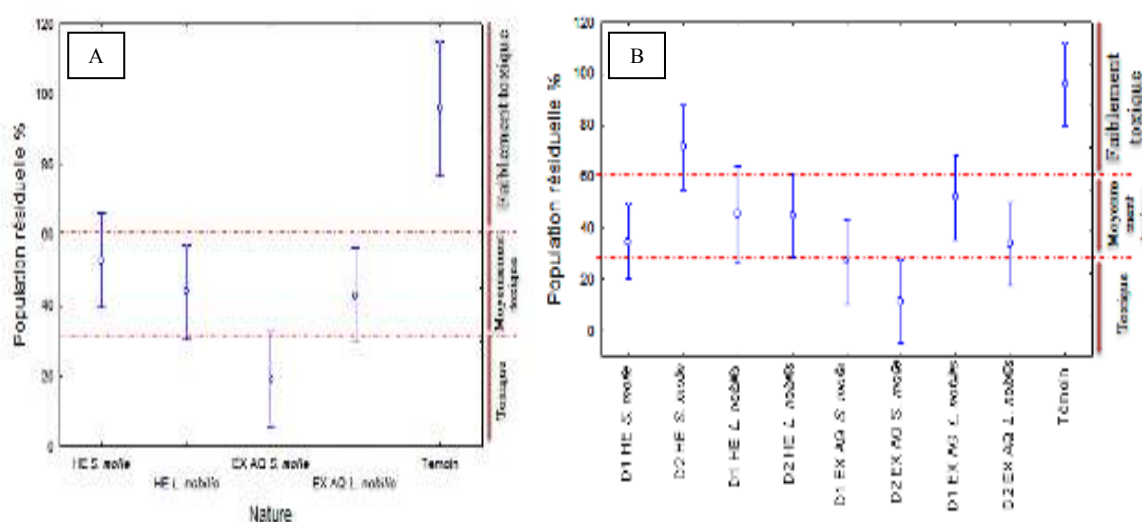 A
Population résiduelle %
120
100
80
60
40
20
0
HE S. molle
HE L. nobilis
EX AQ S. molle
EX AQ L. nobilis
Temoin
Nature
Faiblement toxique
Moyennement toxique
Toxique
B
Population résiduelle %
120
100
80
60
40
20
0
D1 HE S. molle
D2 HE S. molle
D1 HE L. nobilis
D2 HE L. nobilis
D1 EX AQ S. molle
D2 EX AQ S. molle
D1 EX AQ L. nobilis
D2 EX AQ L. nobilis
Témoin
Faiblement
toxique
Moyenne
ment
Toxique